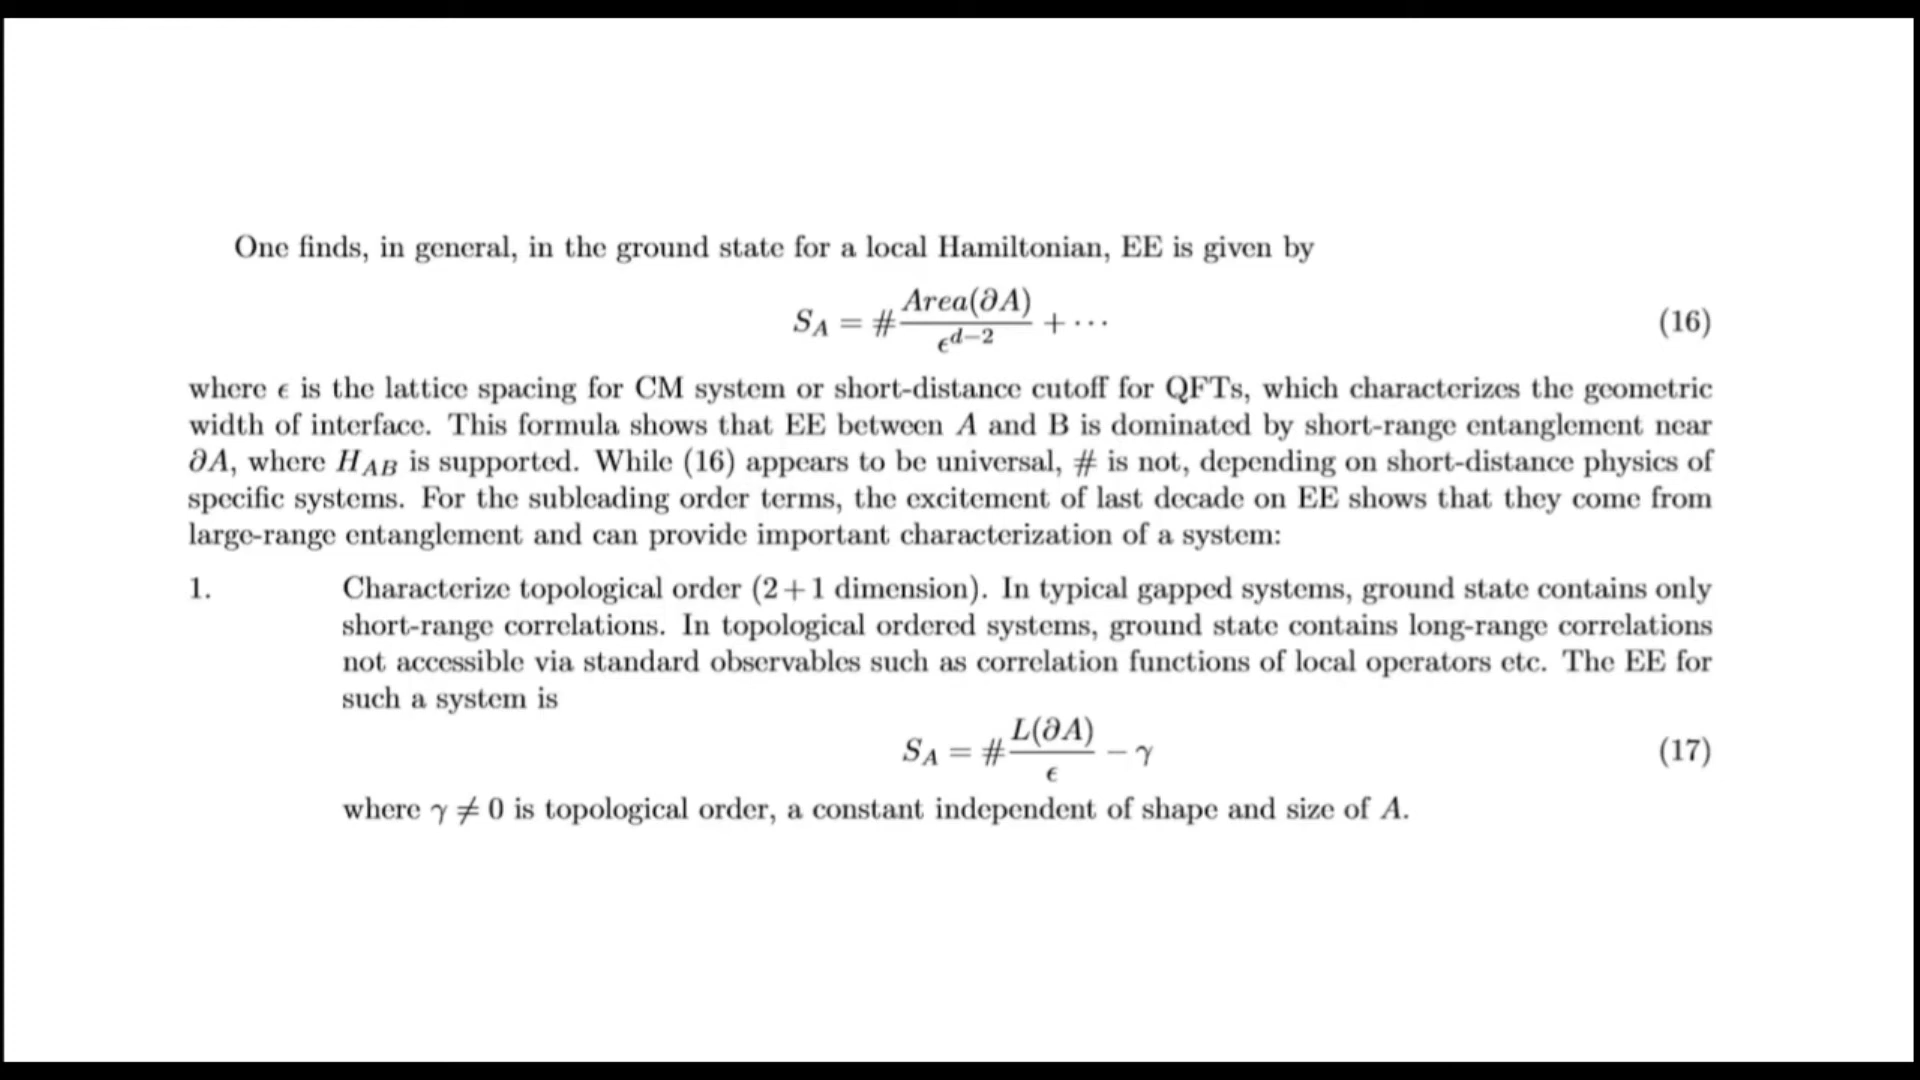 One finds, in general, in the ground state for a local Hamiltonian, EE is given by
S_A = # Area(∂A)/ϵ^{d−2} + ⋯ (16)
where ϵ is the lattice spacing for CM system or short-distance cutoff for QFTs, which characterizes the geometric
width of interface. This formula shows that EE between A and B is dominated by short-range entanglement near
∂A, where H_{AB} is supported. While (16) appears to be universal, # is not, depending on short-distance physics of
specific systems. For the subleading order terms, the excitement of last decade on EE shows that they come from
large-range entanglement and can provide important characterization of a system:
1. Characterize topological order (2+1 dimension). In typical gapped systems, ground state contains only
short-range correlations. In topological ordered systems, ground state contains long-range correlations
not accessible via standard observables such as correlation functions of local operators etc. The EE for
such a system is
S_A = # L(∂A)/ϵ − γ (17)
where γ ≠ 0 is topological order, a constant independent of shape and size of A.